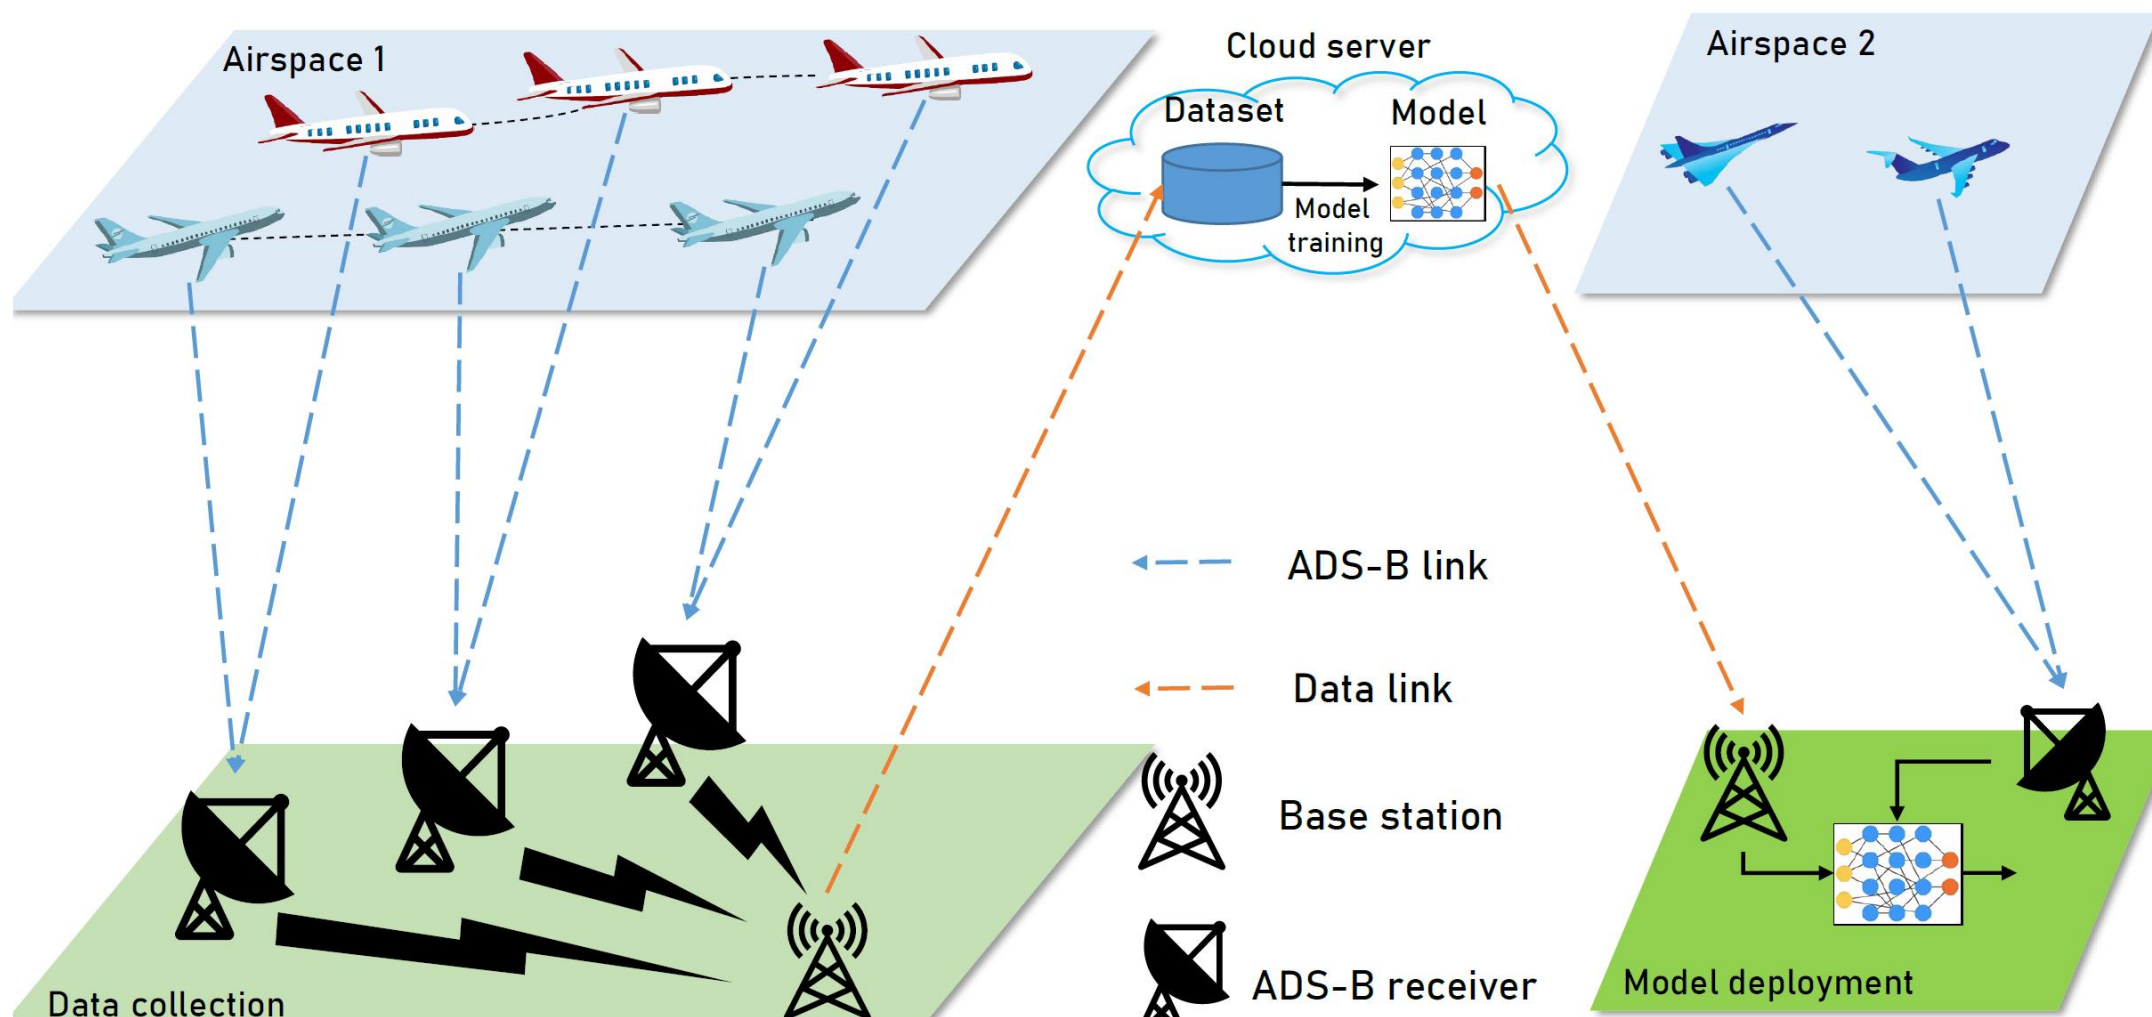 Airspace 1
Cloud server
Airspace 2
Dataset
Model
Model
training
ADS-B link
Data link
Base station
ADS-B receiver
Data collection
Model deployment